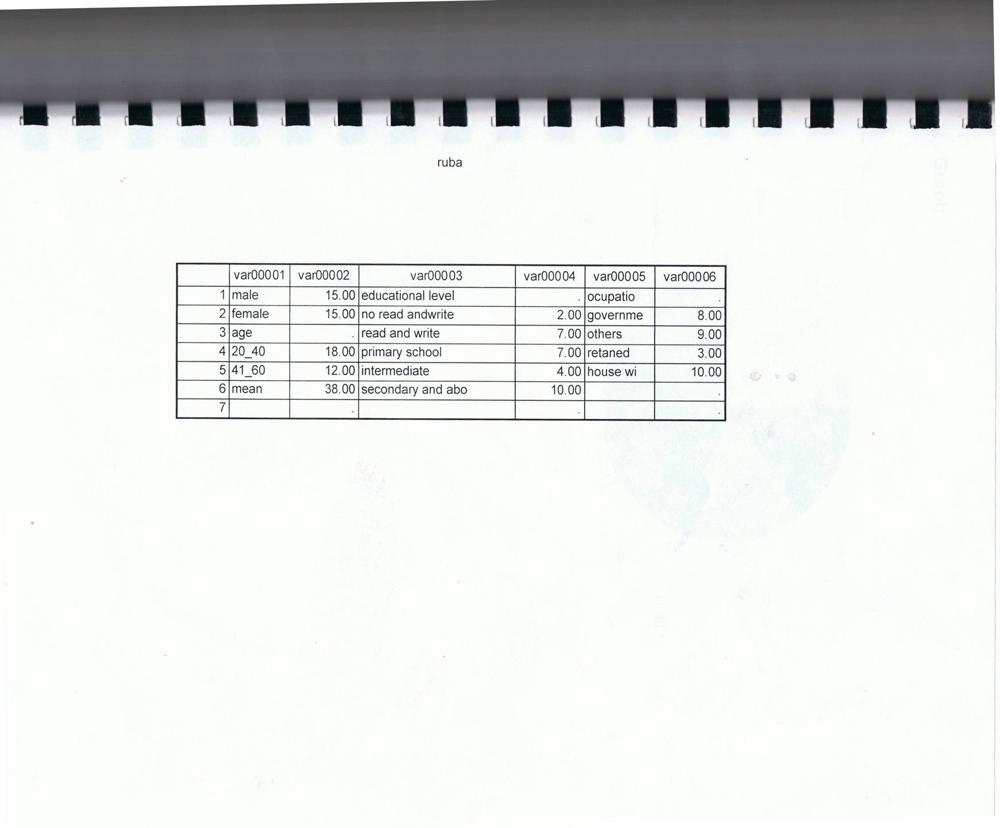 ruba
var00001 var00002 var00003 var00004 var00005 var00006
1 male 15.00 educational level . ocupatio .
2 female 15.00 no read andwrite 2.00 governme 8.00
3 age . read and write 7.00 others 9.00
4 20_40 18.00 primary school 7.00 retaned 3.00
5 41_60 12.00 intermediate 4.00 house wi 10.00
6 mean 38.00 secondary and abo 10.00 .
7 . . .